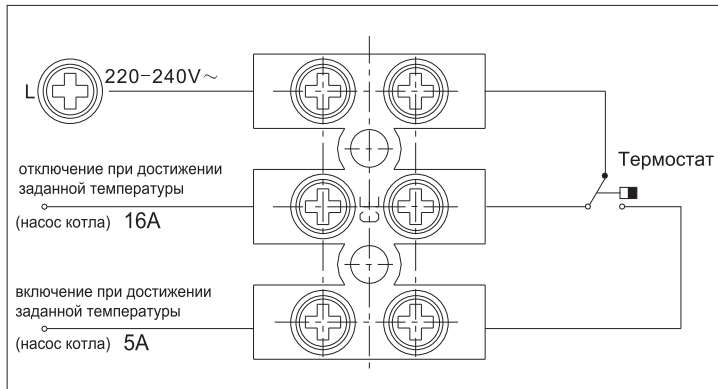 L 220-240V~
Термостат
отключение при достижении
заданной температуры
(насос котла) 16A
включение при достижении
заданной температуры
(насос котла) 5A